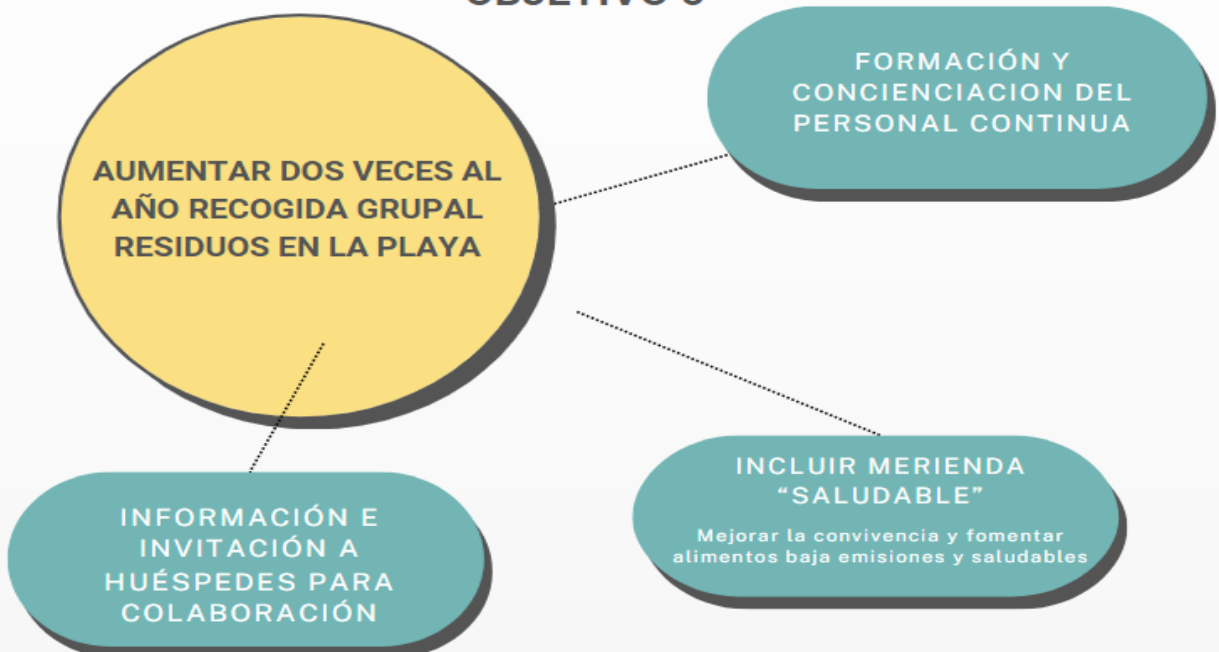 OBJETIVO
AUMENTAR DOS VECES AL
AÑO RECOGIDA GRUPAL
RESIDUOS EN LA PLAYA
FORMACIÓN Y
CONCIENCIACION DEL
PERSONAL CONTINUA
INCLUIR MERIENDA
“SALUDABLE”
Mejorar la convivencia y fomentar
alimentos baja emisiones y saludables
INFORMACIÓN E
INVITACIÓN A
HUÉSPEDES PARA
COLABORACIÓN